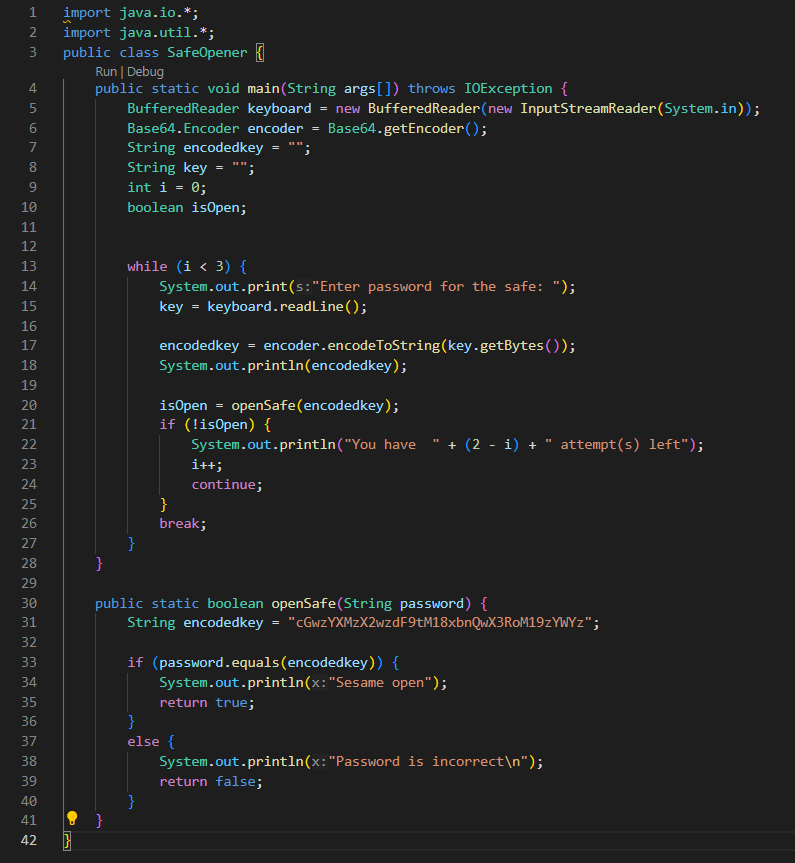 1 import java.io.*;
2 import java.util.*;
3 public class SafeOpener {
Run | Debug
4 public static void main(String args[]) throws IOException {
5 BufferedReader keyboard = new BufferedReader(new InputStreamReader(System.in));
6 Base64.Encoder encoder = Base64.getEncoder();
7 String encodedkey = "";
8 String key = "";
9 int i = 0;
10 boolean isOpen;
11
12
13 while (i < 3) {
14 System.out.print(s:"Enter password for the safe: ");
15 key = keyboard.readLine();
16
17 encodedkey = encoder.encodeToString(key.getBytes());
18 System.out.println(encodedkey);
19
20 isOpen = openSafe(encodedkey);
21 if (!isOpen) {
22 System.out.println("You have  " + (2 - i) + " attempt(s) left");
23 i++;
24 continue;
25 }
26 break;
27 }
28 }
29
30 public static boolean openSafe(String password) {
31 String encodedkey = "cGwzYXMzX2wzdF9tM18xbnQwX3RoM19zYWYz";
32
33 if (password.equals(encodedkey)) {
34 System.out.println(x:"Sesame open");
35 return true;
36 }
37 else {
38 System.out.println(x:"Password is incorrect\n");
39 return false;
40 }
41 }
42 }